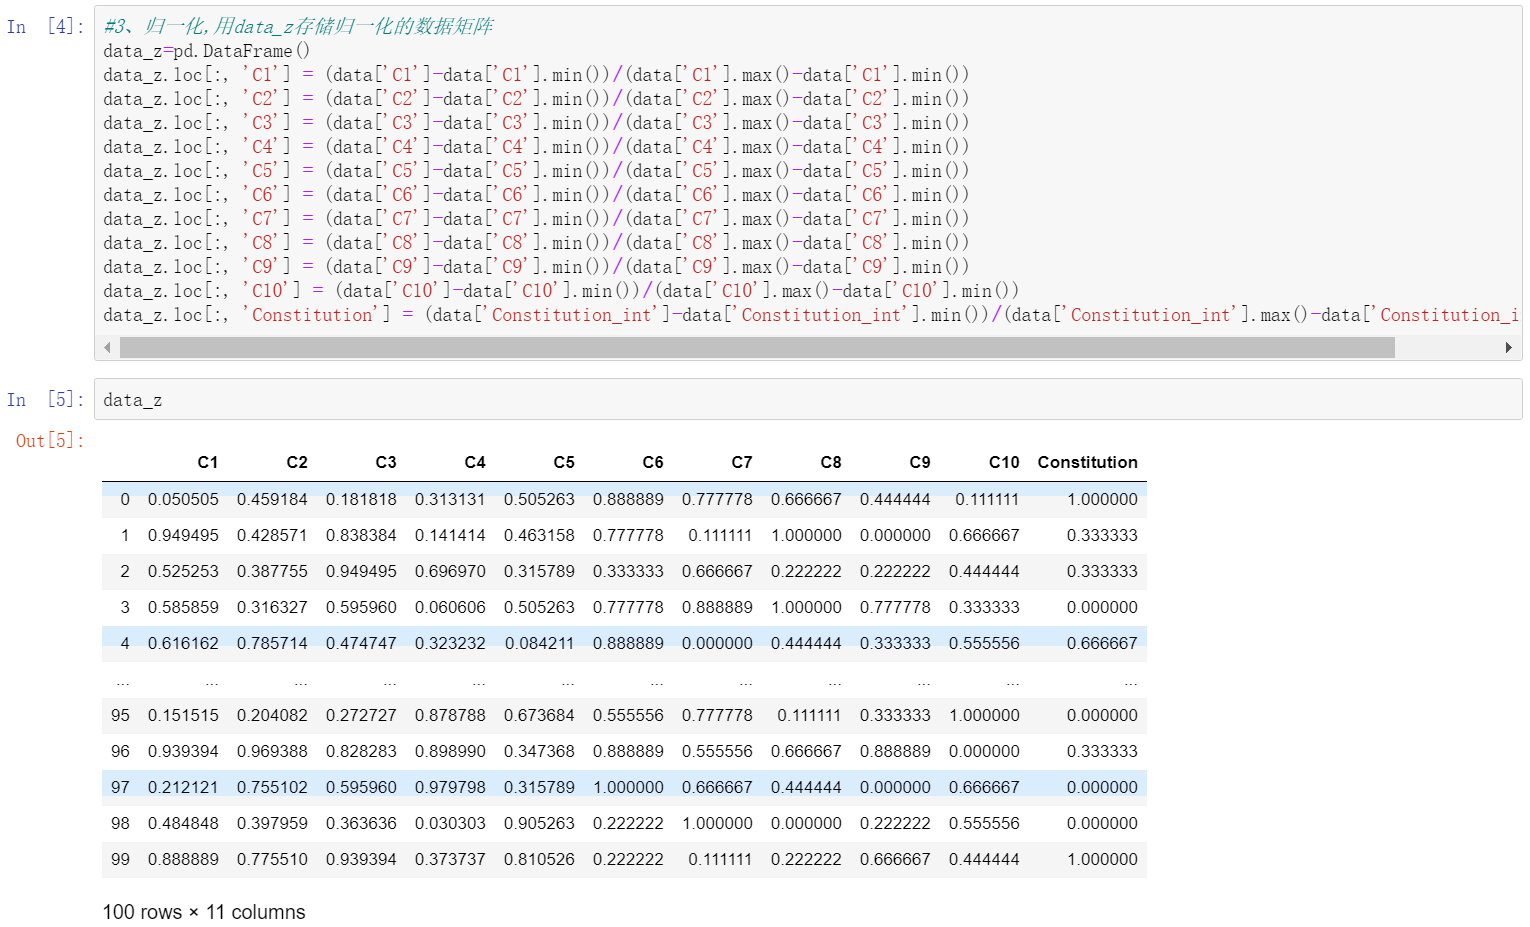 In [4]:
#3、归一化,用data_z存储归一化的数据矩阵
data_z=pd.DataFrame()
data_z.loc[:, 'C1'] = (data['C1']-data['C1'].min())/(data['C1'].max()-data['C1'].min())
data_z.loc[:, 'C2'] = (data['C2']-data['C2'].min())/(data['C2'].max()-data['C2'].min())
data_z.loc[:, 'C3'] = (data['C3']-data['C3'].min())/(data['C3'].max()-data['C3'].min())
data_z.loc[:, 'C4'] = (data['C4']-data['C4'].min())/(data['C4'].max()-data['C4'].min())
data_z.loc[:, 'C5'] = (data['C5']-data['C5'].min())/(data['C5'].max()-data['C5'].min())
data_z.loc[:, 'C6'] = (data['C6']-data['C6'].min())/(data['C6'].max()-data['C6'].min())
data_z.loc[:, 'C7'] = (data['C7']-data['C7'].min())/(data['C7'].max()-data['C7'].min())
data_z.loc[:, 'C8'] = (data['C8']-data['C8'].min())/(data['C8'].max()-data['C8'].min())
data_z.loc[:, 'C9'] = (data['C9']-data['C9'].min())/(data['C9'].max()-data['C9'].min())
data_z.loc[:, 'C10'] = (data['C10']-data['C10'].min())/(data['C10'].max()-data['C10'].min())
data_z.loc[:, 'Constitution'] = (data['Constitution_int']-data['Constitution_int'].min())/(data['Constitution_int'].max()-data['Constitution_i
In [5]:
data_z
Out[5]:
C1 C2 C3 C4 C5 C6 C7 C8 C9 C10 Constitution
0 0.050505 0.459184 0.181818 0.313131 0.505263 0.888889 0.777778 0.666667 0.444444 0.111111 1.000000
1 0.949495 0.428571 0.838384 0.141414 0.463158 0.777778 0.111111 1.000000 0.000000 0.666667 0.333333
2 0.525253 0.387755 0.949495 0.696970 0.315789 0.333333 0.666667 0.222222 0.222222 0.444444 0.333333
3 0.585859 0.316327 0.595960 0.060606 0.505263 0.777778 0.888889 1.000000 0.777778 0.333333 0.000000
4 0.616162 0.785714 0.474747 0.323232 0.084211 0.888889 0.000000 0.444444 0.333333 0.555556 0.666667
... ... ... ... ... ... ... ... ... ... ... ...
95 0.151515 0.204082 0.272727 0.878788 0.673684 0.555556 0.777778 0.111111 0.333333 1.000000 0.000000
96 0.939394 0.969388 0.828283 0.898990 0.347368 0.888889 0.555556 0.666667 0.888889 0.000000 0.333333
97 0.212121 0.755102 0.595960 0.979798 0.315789 1.000000 0.666667 0.444444 0.000000 0.666667 0.000000
98 0.484848 0.397959 0.363636 0.030303 0.905263 0.222222 1.000000 0.000000 0.222222 0.555556 0.000000
99 0.888889 0.775510 0.939394 0.373737 0.810526 0.222222 0.111111 0.222222 0.666667 0.444444 1.000000
100 rows × 11 columns